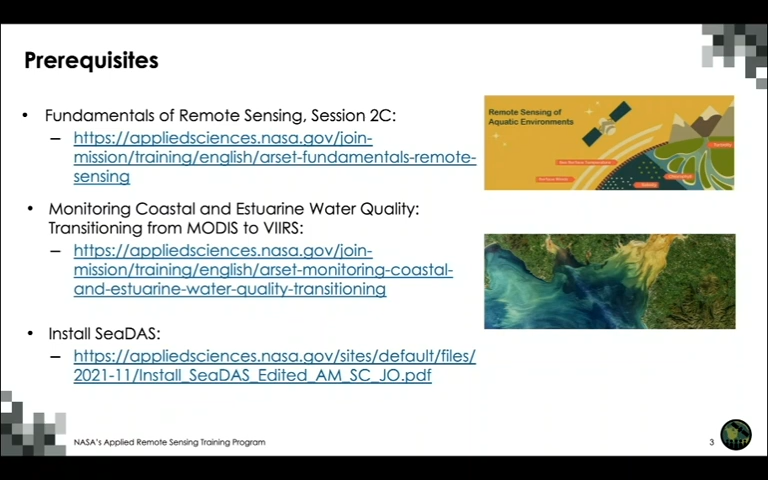 Prerequisites
• Fundamentals of Remote Sensing, Session 2C:
– https://appliedsciences.nasa.gov/join-
mission/training/english/arset-fundamentals-remote-
sensing
• Monitoring Coastal and Estuarine Water Quality:
Transitioning from MODIS to VIIRS:
– https://appliedsciences.nasa.gov/join-
mission/training/english/arset-monitoring-coastal-
and-estuarine-water-quality-transitioning
• Install SeaDAS:
– https://appliedsciences.nasa.gov/sites/default/files/
2021-11/Install_SeaDAS_Edited_AM_SC_JO.pdf
Remote Sensing of
Aquatic Environments
NASA's Applied Remote Sensing Training Program
3